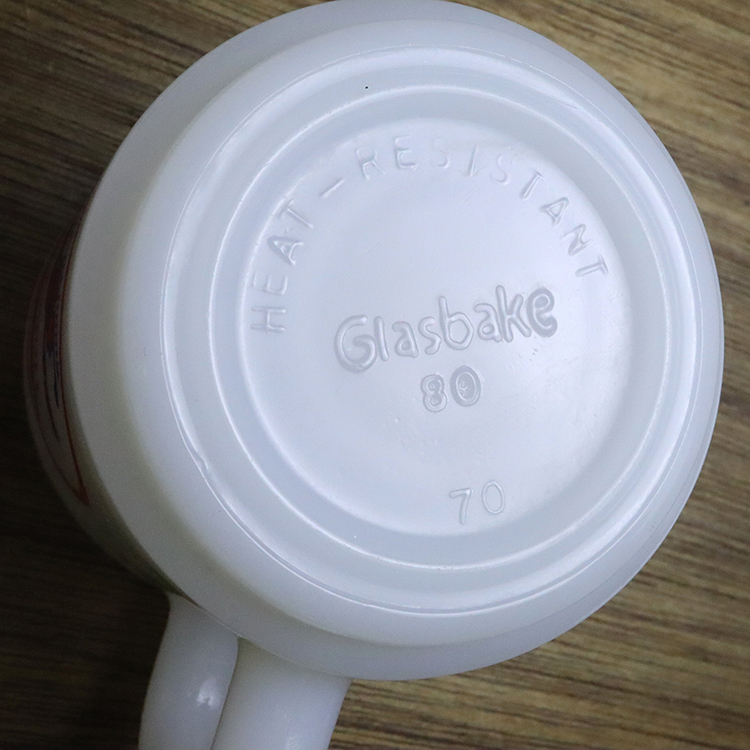 HEAT-RESISTANT
Glasbake
80
70